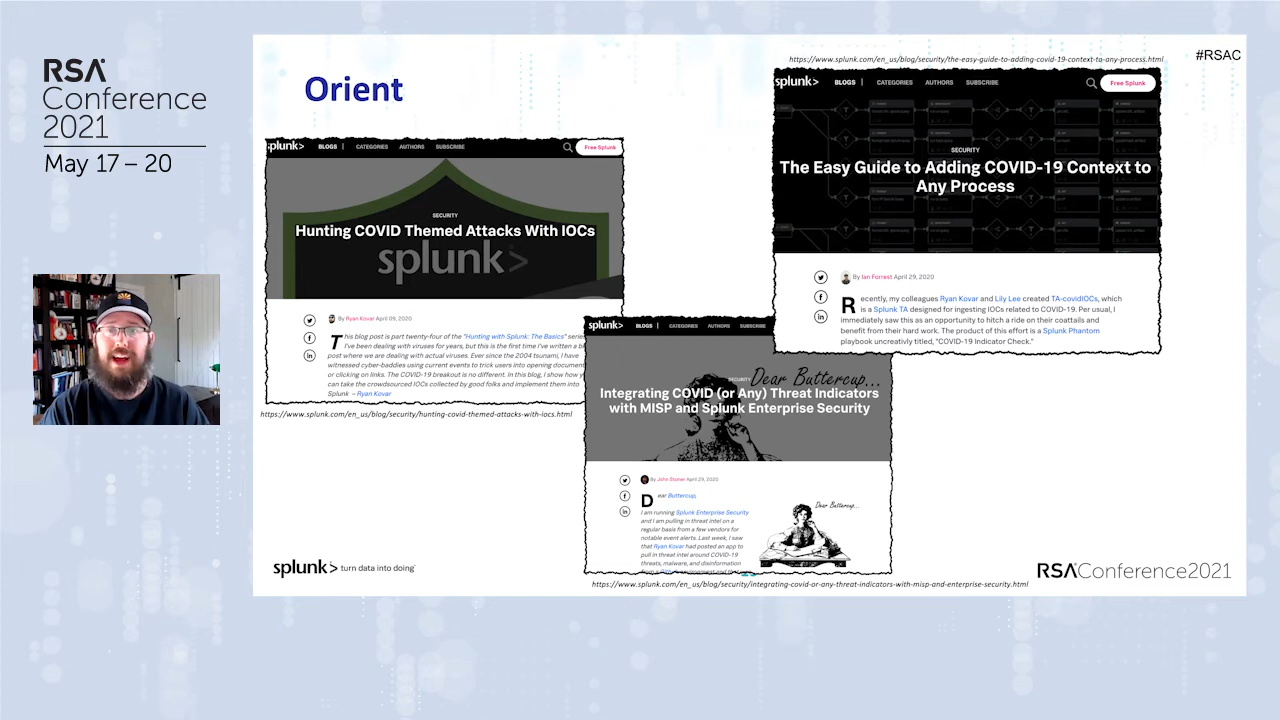 RSA
Conference
2021
May 17 – 20
#RSAC
Orient
https://www.splunk.com/en_us/blog/security/the-easy-guide-to-adding-covid-19-context-to-any-process.html
splunk> BLOGS | CATEGORIES AUTHORS SUBSCRIBE Free Splunk
SECURITY
Hunting COVID Themed Attacks With IOCs
splunk>
By Ryan Kovar April 09, 2020
This blog post is part twenty-four of the "Hunting with Splunk: The Basics" series.
I've been dealing with viruses for years, but this is the first time I've written a
post where we are dealing with actual viruses. Ever since the 2004 tsunami, I have
witnessed cyber-baddies using current events to trick users into opening
or clicking on links. The COVID-19 breakout is no different. In this blog, I show how
can take the crowdsourced IOCs collected by good folks and implement them into
Splunk – Ryan Kovar
https://www.splunk.com/en_us/blog/security/hunting-covid-themed-attacks-with-iocs.html
splunk> BLOGS | CATEGORIES AUTHORS SUBSCRIBE Free Splunk
SECURITY
The Easy Guide to Adding COVID-19 Context to
Any Process
By Ian Forrest April 29, 2020
Recently, my colleagues Ryan Kovar and Lily Lee created TA-covidIOCs, which
is a Splunk TA designed for ingesting IOCs related to COVID-19. Per usual, I
immediately saw this as an opportunity to hitch a ride on their coattails and
benefit from their hard work. The product of this effort is a Splunk Phantom
playbook uncreativly titled, "COVID-19 Indicator Check."
splunk> BLOGS | CATEGORIES AUTHORS SUBSCRIBE
SECURITY
Dear Buttercup...
Integrating COVID (or Any) Threat Indicators
with MISP and Splunk Enterprise Security
By John Stoner April 29, 2020
Dear Buttercup,
I am running Splunk Enterprise Security
and I am pulling in threat intel on a
regular basis from a few vendors for
notable event alerts. Last week, I saw
that Ryan Kovar had posted an app to
pull in threat intel around COVID-19
threats, malware, and disinformation
Dear Buttercup...
https://www.splunk.com/en_us/blog/security/integrating-covid-or-any-threat-indicators-with-misp-and-enterprise-security.html
splunk> turn data into doing
RSAConference2021